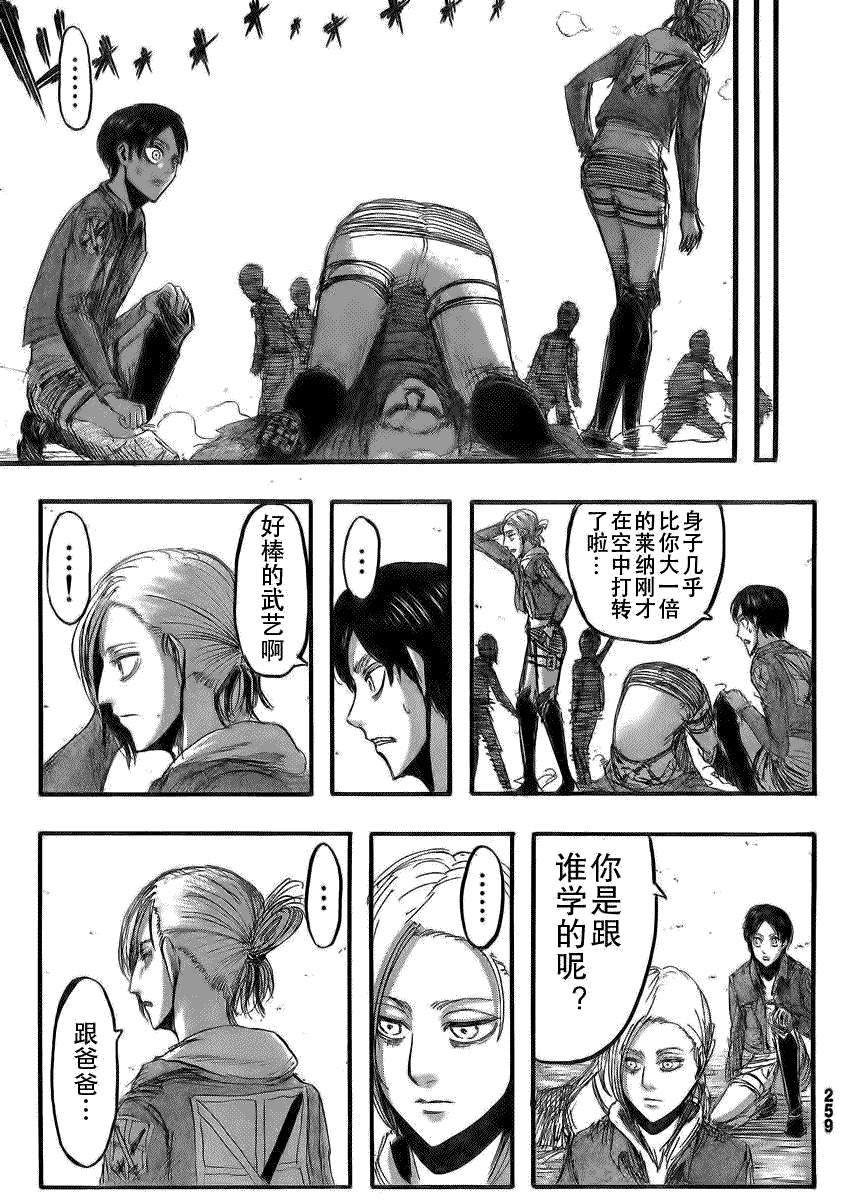 ……
身子几乎
比你大一倍
的莱纳刚才
在空中打转
了啦…
…
好棒的武艺啊
…!
你是跟
谁学的呢?
……
…
跟爸爸…
259